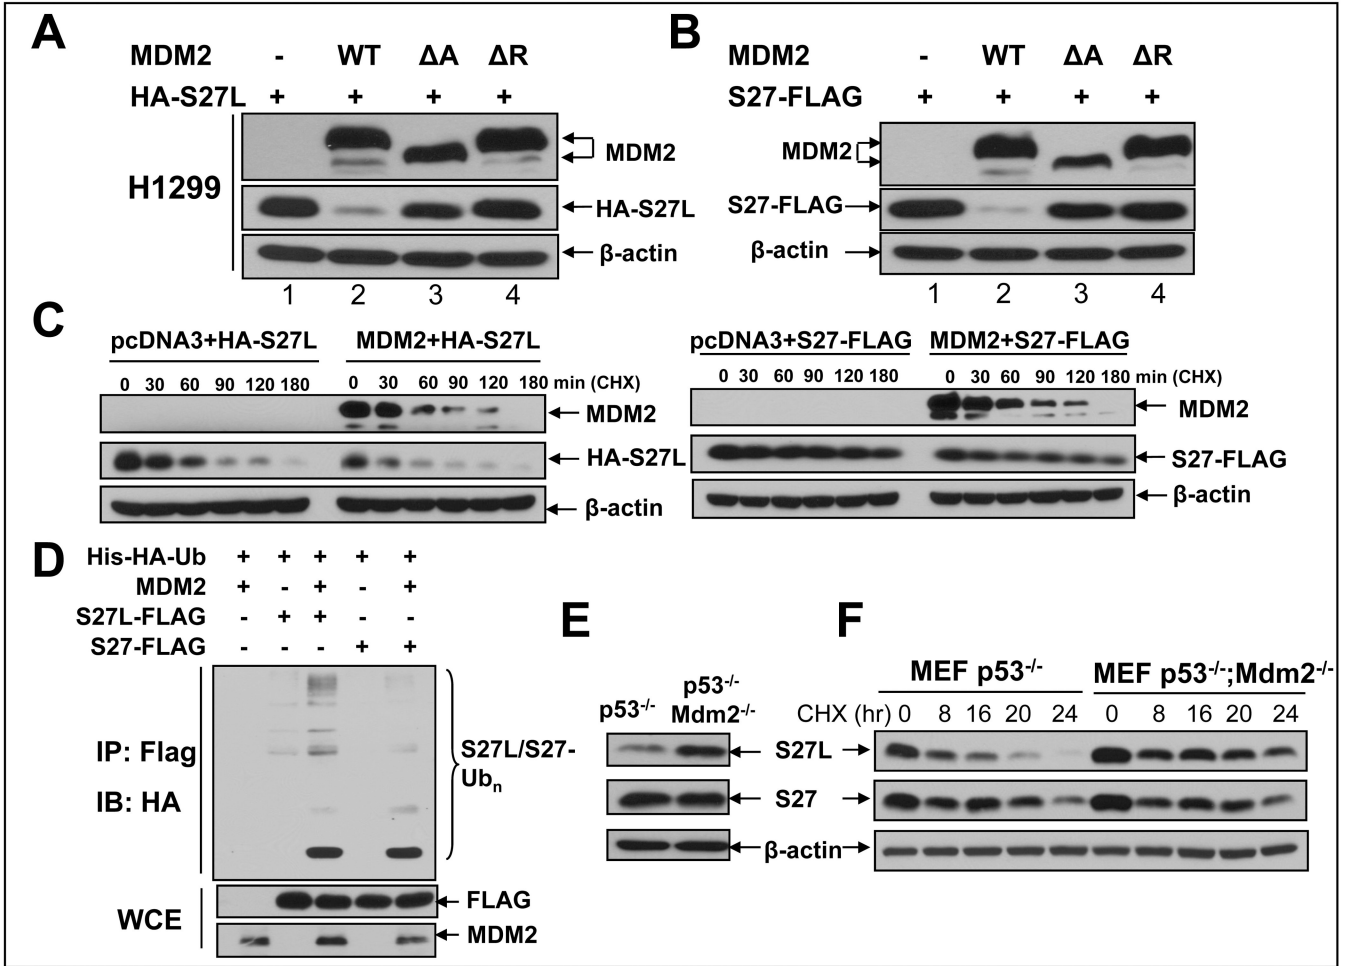 A
MDM2 - WT ΔA ΔR
HA-S27L + + + +
H1299
MDM2
HA-S27L
β-actin
1 2 3 4
B
MDM2 - WT ΔA ΔR
S27-FLAG + + + +
MDM2
S27-FLAG
β-actin
1 2 3 4
C
pcDNA3+HA-S27L MDM2+HA-S27L
0 30 60 90 120 180 0 30 60 90 120 180 min (CHX)
MDM2
HA-S27L
β-actin
pcDNA3+S27-FLAG MDM2+S27-FLAG
0 30 60 90 120 180 0 30 60 90 120 180 min (CHX)
MDM2
S27-FLAG
β-actin
D
His-HA-Ub + + + + +
MDM2 + - + - +
S27L-FLAG - + + - -
S27-FLAG - - - + +
IP: Flag
IB: HA
S27L/S27-
Ubn
WCE
FLAG
MDM2
E
p53-/- p53-/-
Mdm2-/-
F
MEF p53-/- MEF p53-/-;Mdm2-/-
CHX (hr) 0 8 16 20 24 0 8 16 20 24
S27L
S27
β-actin